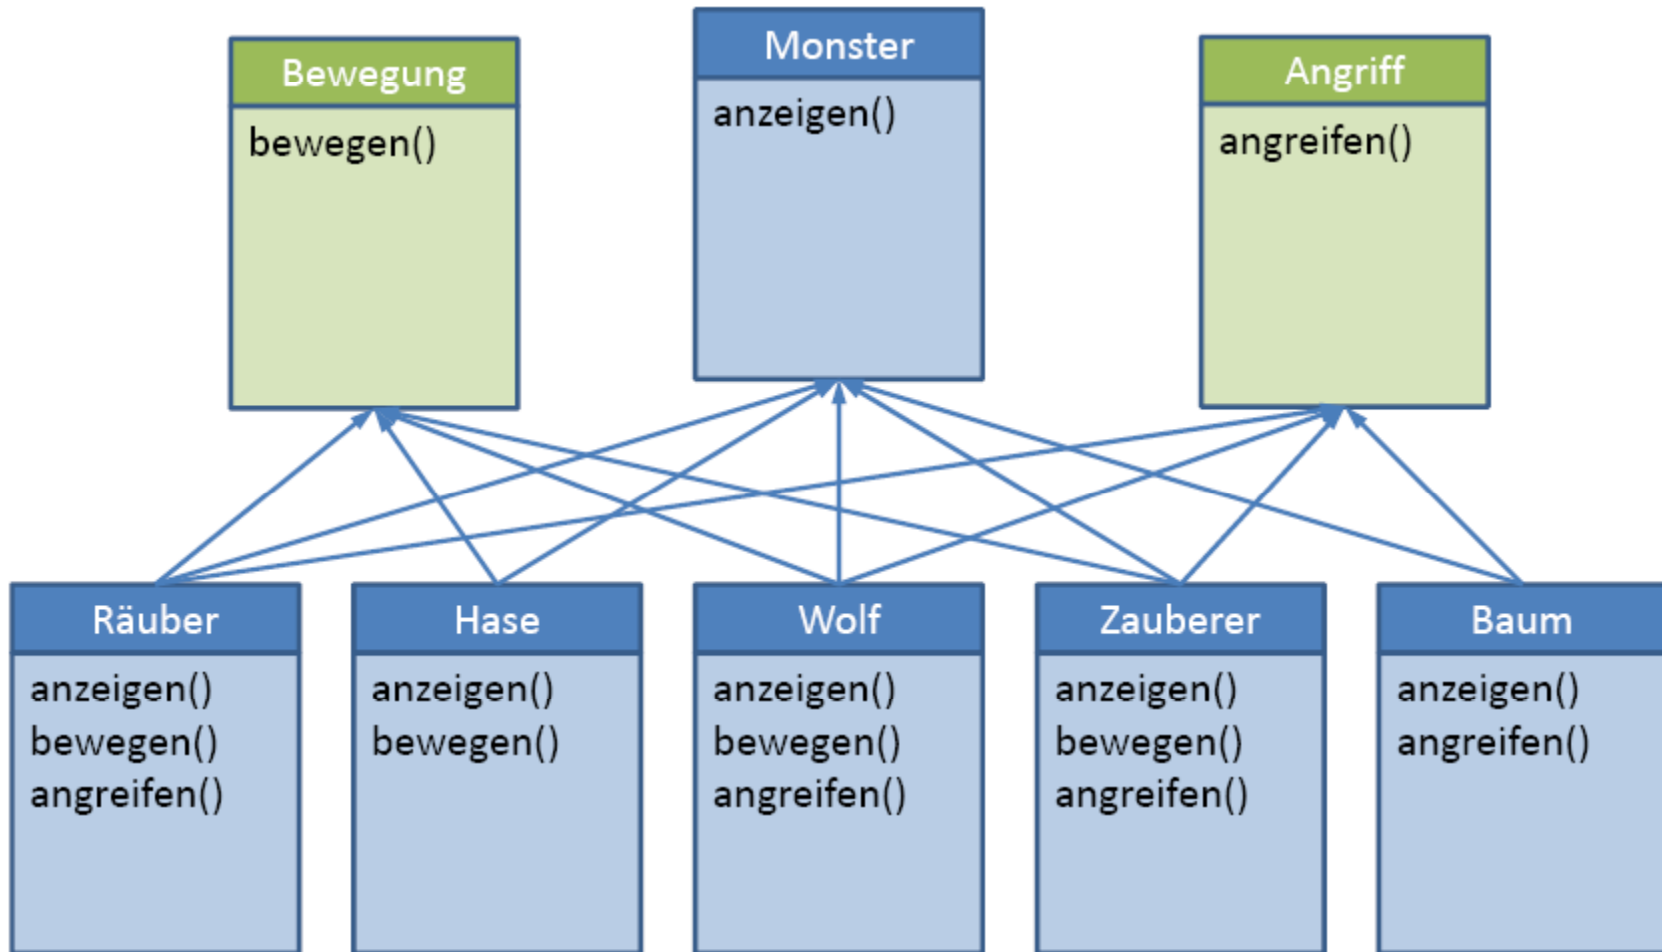 Bewegung
bewegen()
Monster
anzeigen()
Angriff
angreifen()
Räuber
anzeigen()
bewegen()
angreifen()
Hase
anzeigen()
bewegen()
Wolf
anzeigen()
bewegen()
angreifen()
Zauberer
anzeigen()
bewegen()
angreifen()
Baum
anzeigen()
angreifen()